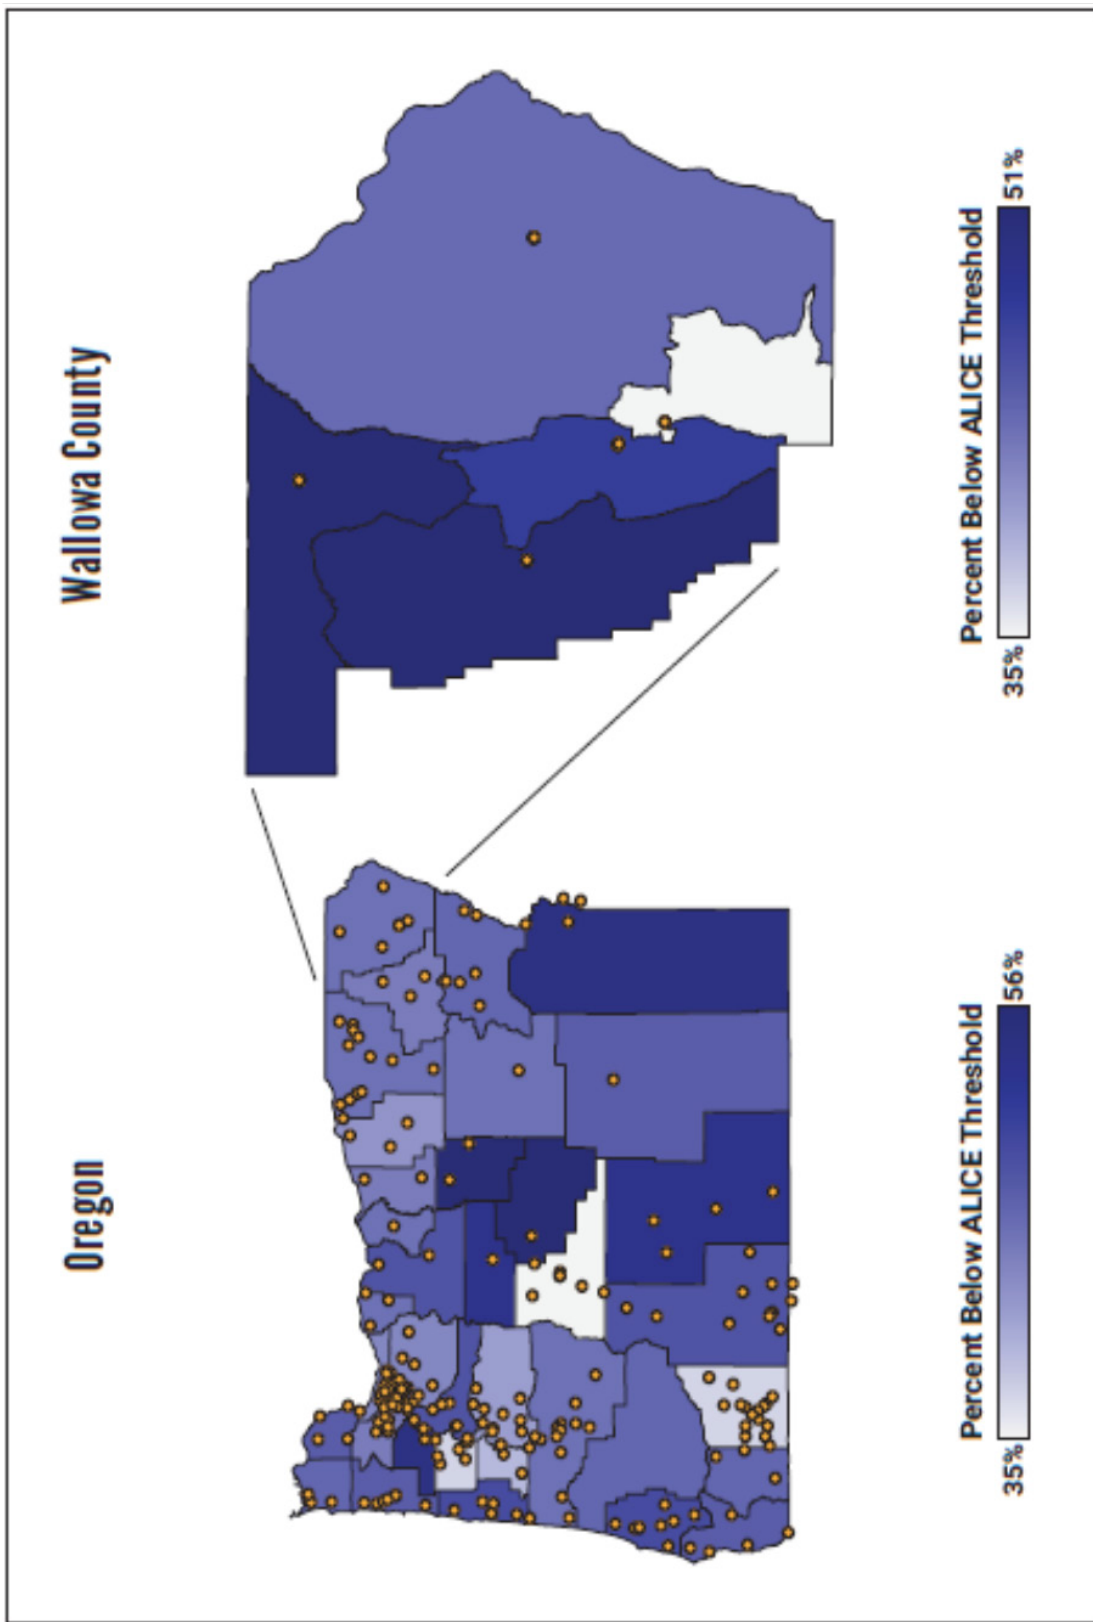 Oregon
Wallowa County
Percent Below ALICE Threshold
35% 56%
Percent Below ALICE Threshold
35% 51%